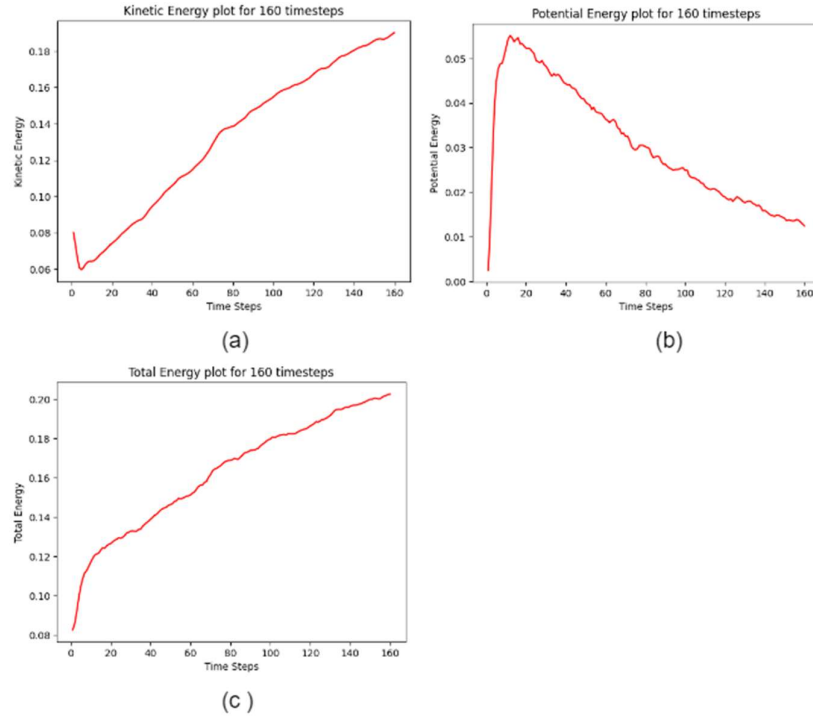 Kinetic Energy plot for 160 timesteps
Kinetic Energy
0.18
0.16
0.14
0.12
0.10
0.08
0.06
0 20 40 60 80 100 120 140 160
Time Steps
(a)
Potential Energy plot for 160 timesteps
Potential Energy
0.05
0.04
0.03
0.02
0.01
0.00
0 20 40 60 80 100 120 140 160
Time Steps
(b)
Total Energy plot for 160 timesteps
Total Energy
0.20
0.18
0.16
0.14
0.12
0.10
0.08
0 20 40 60 80 100 120 140 160
Time Steps
(c )